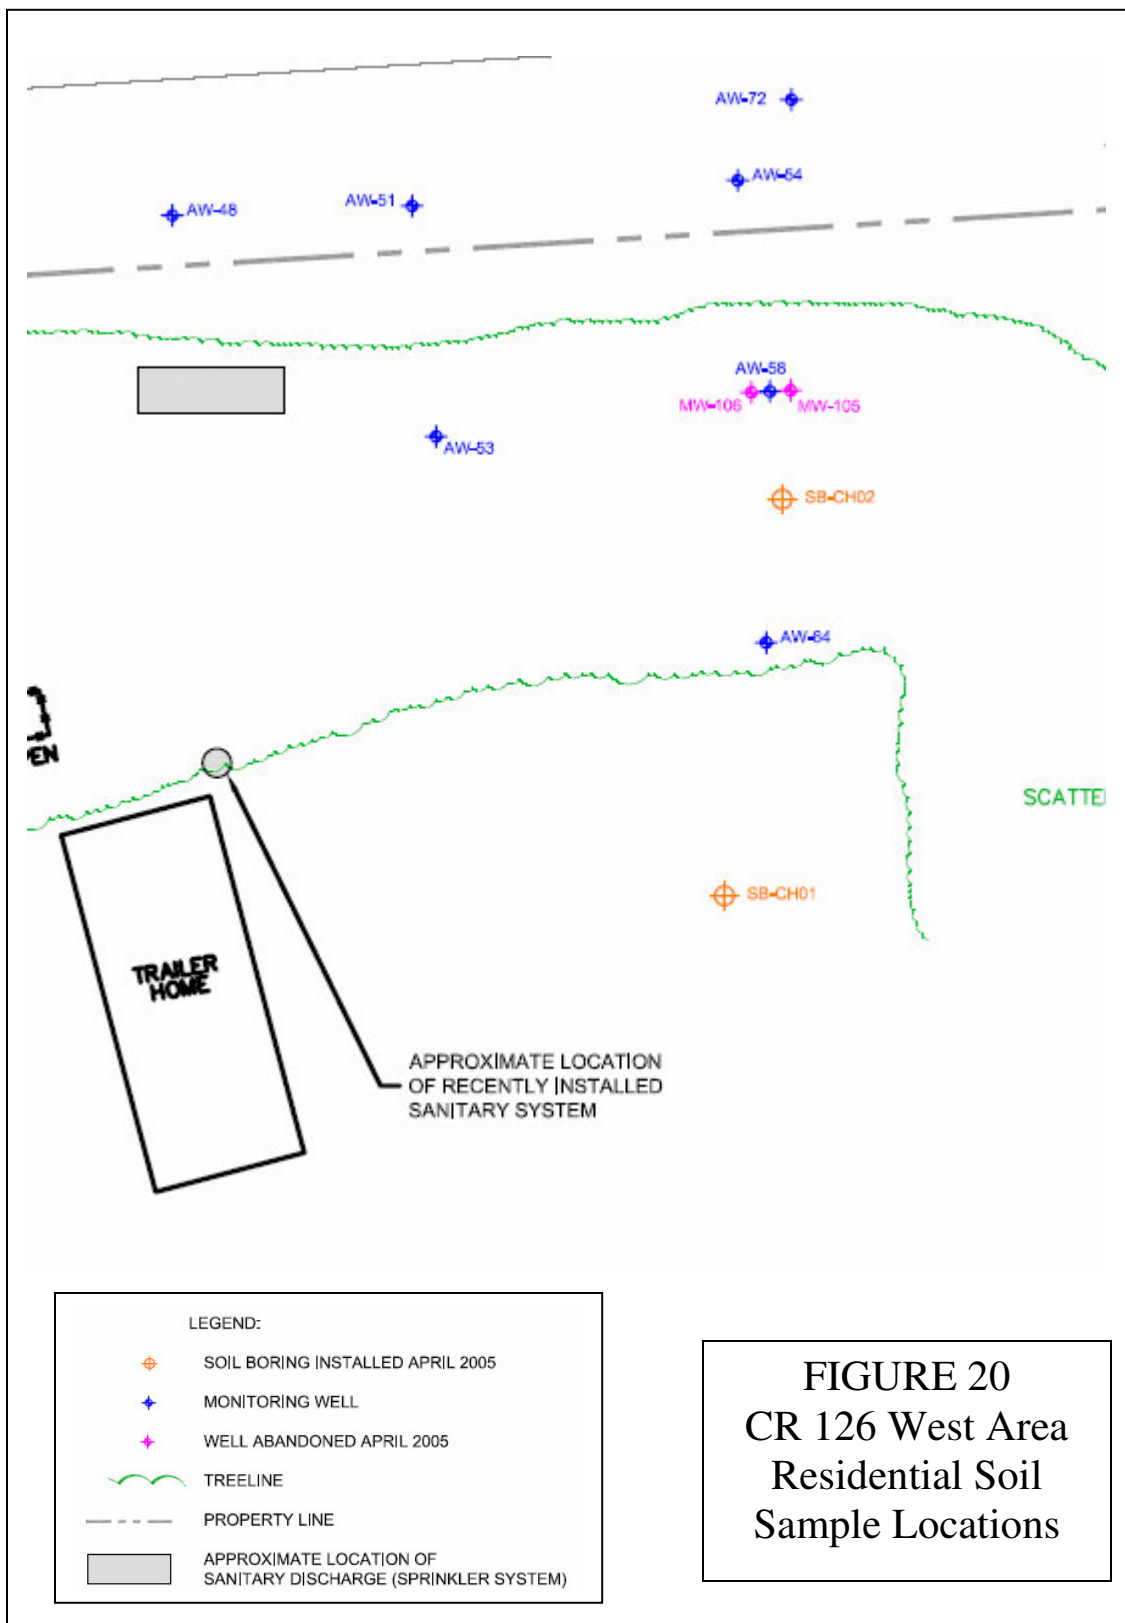 AW-72
AW-54
AW-51
AW-48
AW-58
MW-106
MW-105
AW-53
SB-CH02
AW-64
PEN
SCATTE
SB-CH01
TRAILER
HOME
APPROXIMATE LOCATION
OF RECENTLY INSTALLED
SANITARY SYSTEM
LEGEND:
SOIL BORING INSTALLED APRIL 2005
MONITORING WELL
WELL ABANDONED APRIL 2005
TREELINE
PROPERTY LINE
APPROXIMATE LOCATION OF
SANITARY DISCHARGE (SPRINKLER SYSTEM)
FIGURE 20
CR 126 West Area
Residential Soil
Sample Locations